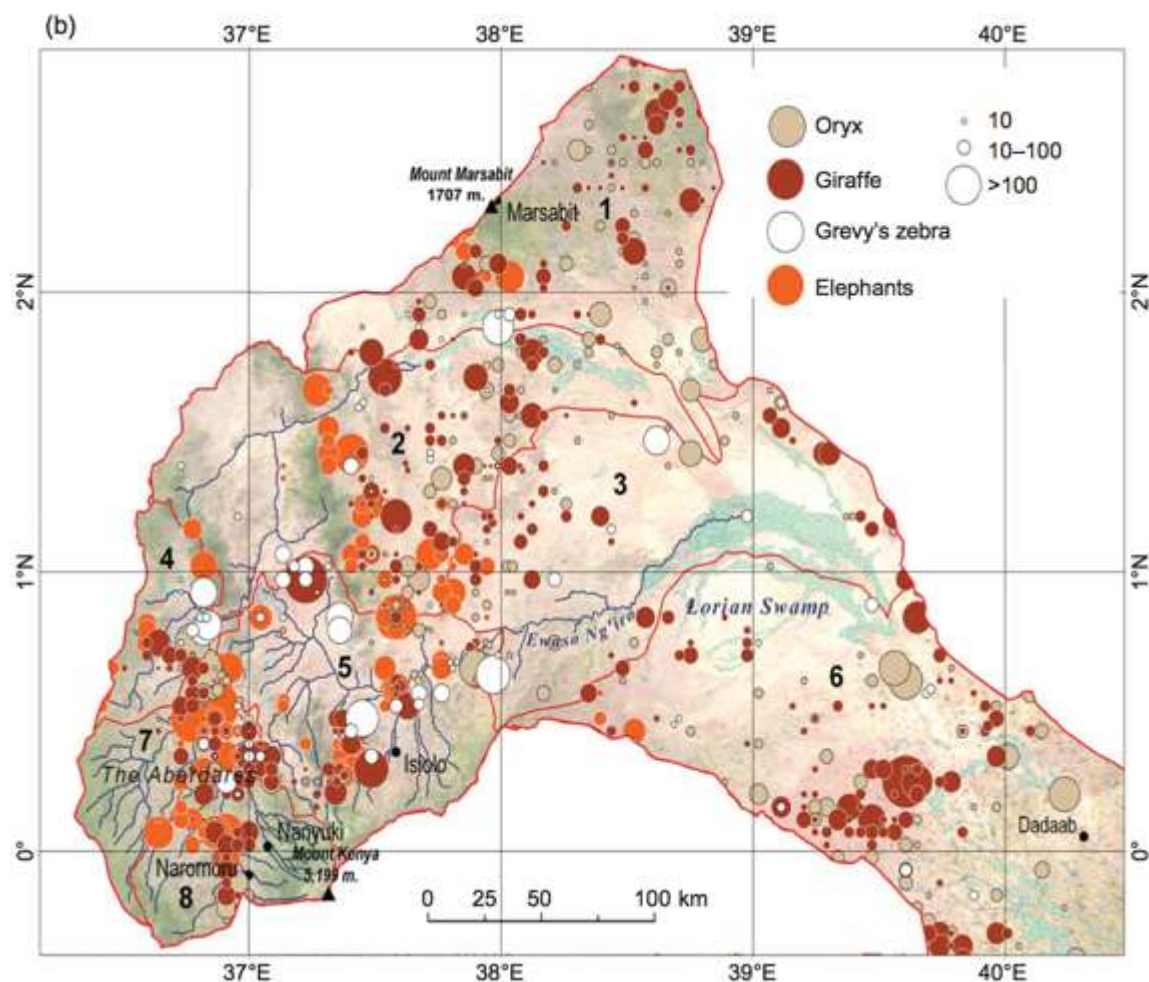 (b)
37°E 38°E 39°E 40°E
Oryx
Giraffe
Grevy's zebra
Elephants
10
10–100
>100
Mount Marsabit
1707 m.
Marsabit
1
2°N 2°N
2
3
4
1°N 1°N
Lorian Swamp
Ewaso Ng'iro
5
6
7
The Aberdares
Isiolo
Nanyuki
Mount Kenya
5,199 m.
Naromoru
8
Dadaab
0° 0°
0 25 50 100 km
37°E 38°E 39°E 40°E